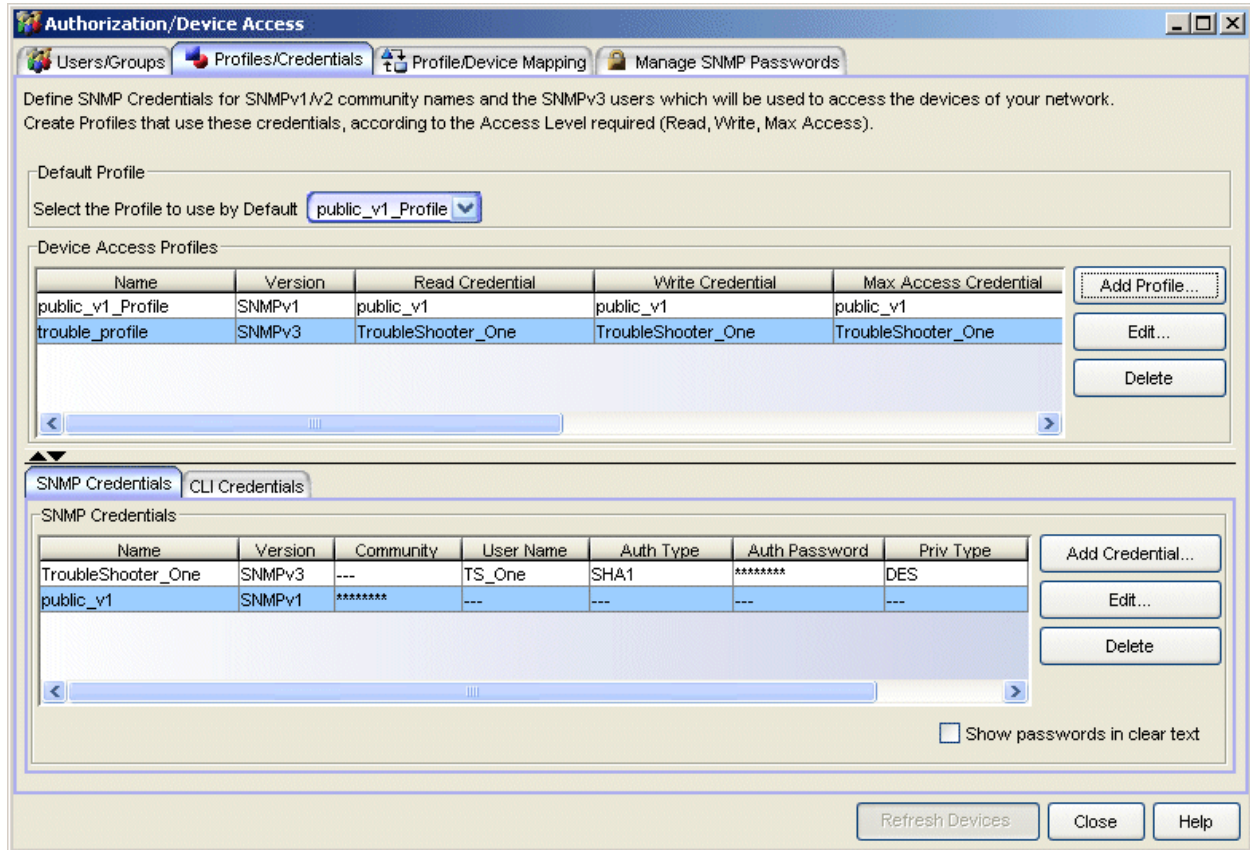 Authorization/Device Access
Users/Groups Profiles/Credentials Profile/Device Mapping Manage SNMP Passwords
Define SNMP Credentials for SNMPv1/v2 community names and the SNMPv3 users which will be used to access the devices of your network.
Create Profiles that use these credentials, according to the Access Level required (Read, Write, Max Access).
Default Profile
Select the Profile to use by Default public_v1_Profile
Device Access Profiles
Name Version Read Credential Write Credential Max Access Credential
public_v1_Profile SNMPv1 public_v1 public_v1 public_v1
trouble_profile SNMPv3 TroubleShooter_One TroubleShooter_One TroubleShooter_One
Add Profile...
Edit...
Delete
SNMP Credentials CLI Credentials
SNMP Credentials
Name Version Community User Name Auth Type Auth Password Priv Type
TroubleShooter_One SNMPv3 --- TS_One SHA1 ******** DES
public_v1 SNMPv1 ******** --- --- --- ---
Add Credential...
Edit...
Delete
Show passwords in clear text
Refresh Devices Close Help